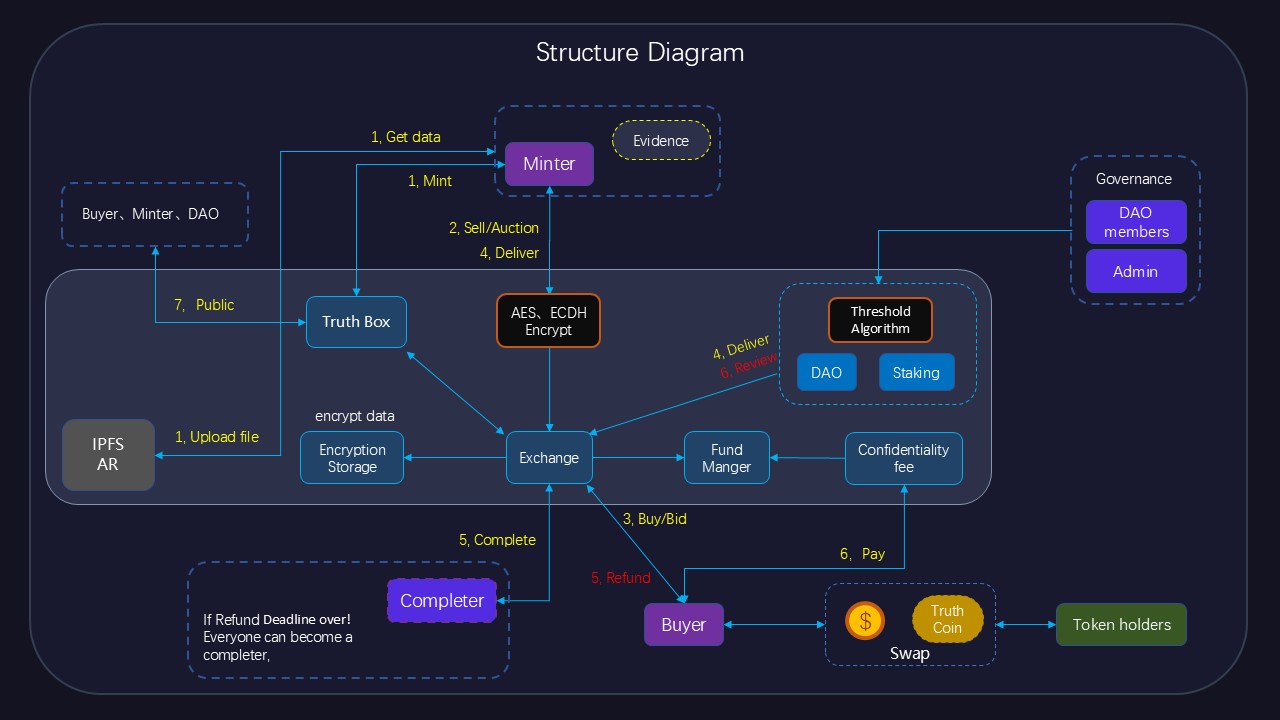 Structure Diagram
1, Get data
Evidence
Minter
1, Mint
Governance
DAO
members
Admin
Buyer、Minter、DAO
2, Sell/Auction
4, Deliver
7, Public
Truth Box
AES、ECDH
Encrypt
Threshold
Algorithm
4, Deliver
6, Review
DAO
Staking
encrypt data
1, Upload file
IPFS
AR
Encryption
Storage
Exchange
Fund
Manger
Confidentiality
fee
3, Buy/Bid
5, Complete
6, Pay
5, Refund
Completer
If Refund Deadline over!
Everyone can become a
completer,
Buyer
$
Truth
Coin
Swap
Token holders